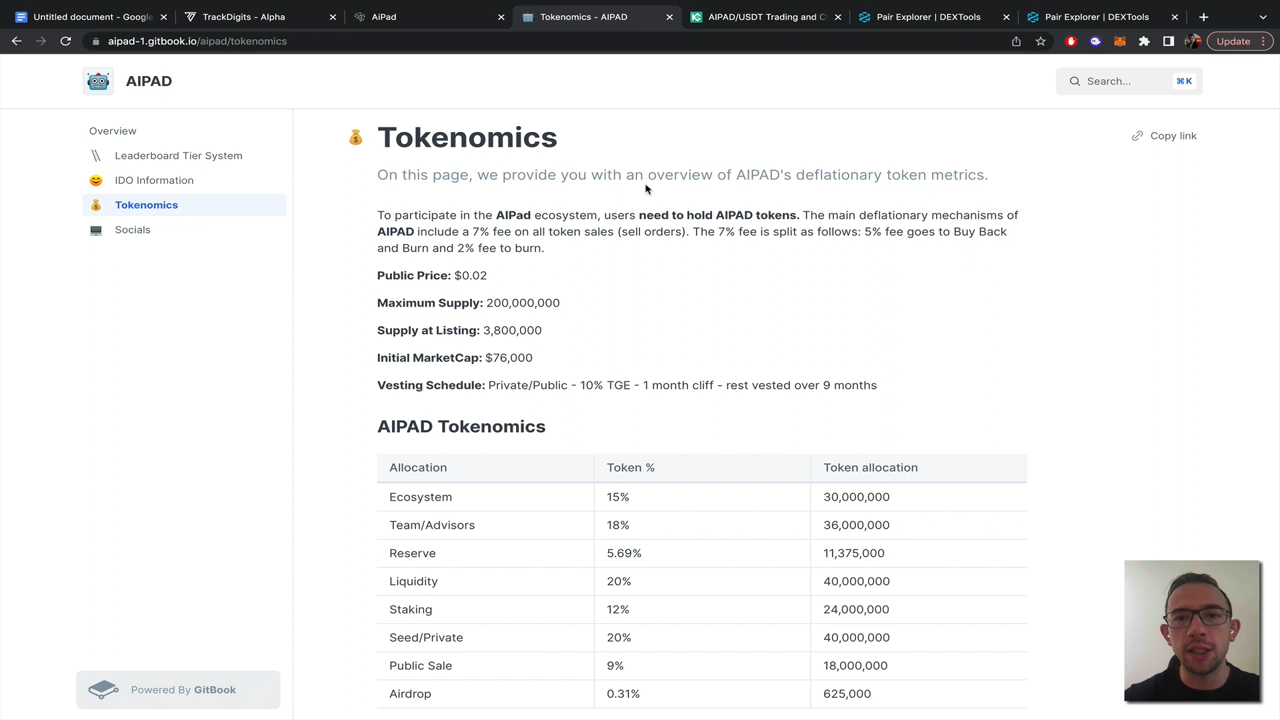 Untitled document - Google
TrackDigits - Alpha
AiPad
Tokenomics - AIPAD
AIPAD/USDT Trading and C
Pair Explorer | DEXTools
Pair Explorer | DEXTools
aipad-1.gitbook.io/aipad/tokenomics
Update
AIPAD
Search...
⌘K
Overview
Leaderboard Tier System
IDO Information
Tokenomics
Socials
Tokenomics
Copy link
On this page, we provide you with an overview of AIPAD's deflationary token metrics.
To participate in the AIPad ecosystem, users need to hold AIPAD tokens. The main deflationary mechanisms of
AIPAD include a 7% fee on all token sales (sell orders). The 7% fee is split as follows: 5% fee goes to Buy Back
and Burn and 2% fee to burn.
Public Price: $0.02
Maximum Supply: 200,000,000
Supply at Listing: 3,800,000
Initial MarketCap: $76,000
Vesting Schedule: Private/Public - 10% TGE - 1 month cliff - rest vested over 9 months
AIPAD Tokenomics
Allocation Token % Token allocation
Ecosystem 15% 30,000,000
Team/Advisors 18% 36,000,000
Reserve 5.69% 11,375,000
Liquidity 20% 40,000,000
Staking 12% 24,000,000
Seed/Private 20% 40,000,000
Public Sale 9% 18,000,000
Airdrop 0.31% 625,000
Powered By GitBook